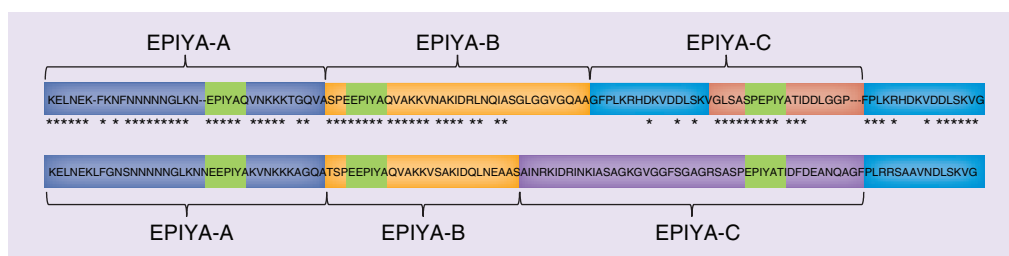 EPIYA-A EPIYA-B EPIYA-C
KELNEK-FKNFNNNNNGLKN--EPIYAQVNKKKTGQVASPEEPIYAQVAKKVNAKIDRLNQIASGLGGVGQAAGFPLKRHDKVDDLSKVGLSASPEPIYATIDDLGGP---FPLKRHDKVDDLSKVG
****** * * ********* ***** ***** ** ********** ***** **** ** ** * * * ********** *** *** * * ******
KELNEKLFGNSNNNNNGLKNNEEPIYAKVNKKKAGQATSPEEPIYAQVAKKVSAKIDQLNEAASAINRKIDRINKIASAGKGVGGFSGAGRSASPEPIYATIDFDEANQAGFPLRRSAAVNDLSKVG
EPIYA-A EPIYA-B EPIYA-C